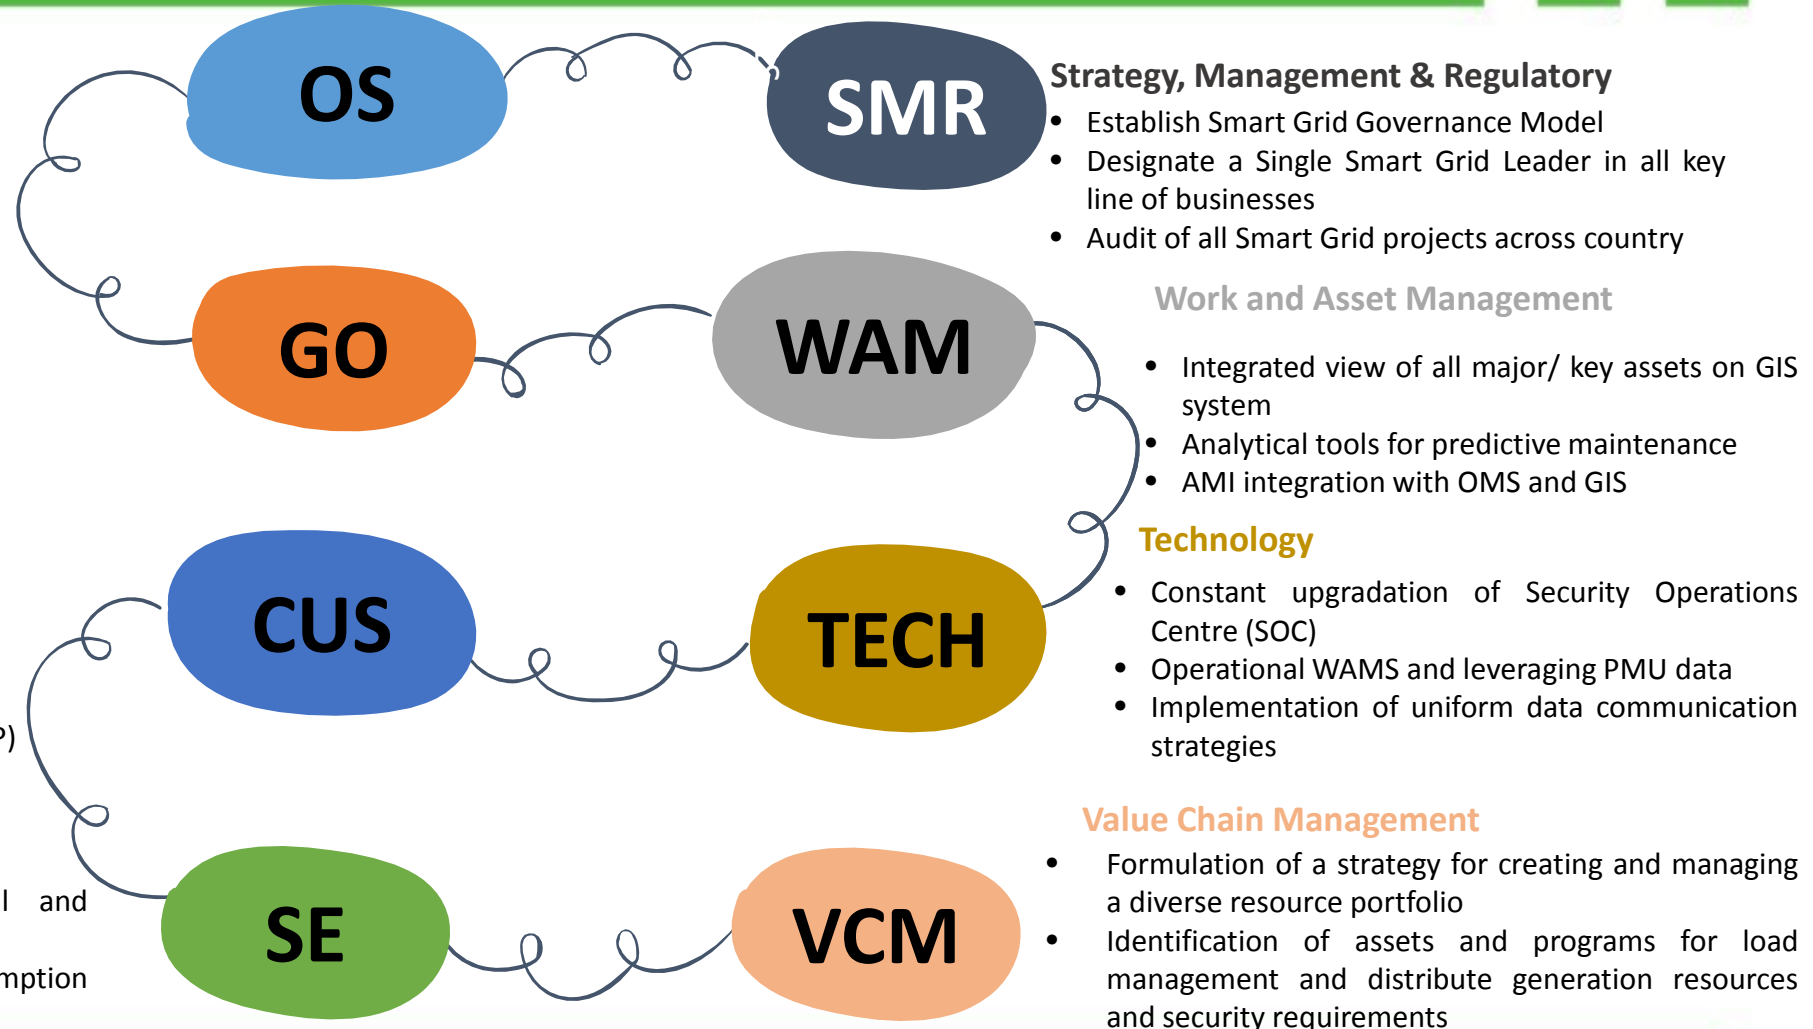 OS
SMR
Strategy, Management & Regulatory
• Establish Smart Grid Governance Model
• Designate a Single Smart Grid Leader in all key
line of businesses
• Audit of all Smart Grid projects across country
GO
WAM
Work and Asset Management
• Integrated view of all major/ key assets on GIS
system
• Analytical tools for predictive maintenance
• AMI integration with OMS and GIS
CUS
TECH
Technology
• Constant upgradation of Security Operations
Centre (SOC)
• Operational WAMS and leveraging PMU data
• Implementation of uniform data communication
strategies
SE
VCM
Value Chain Management
• Formulation of a strategy for creating and managing
a diverse resource portfolio
• Identification of assets and programs for load
management and distribute generation resources
and security requirements
and